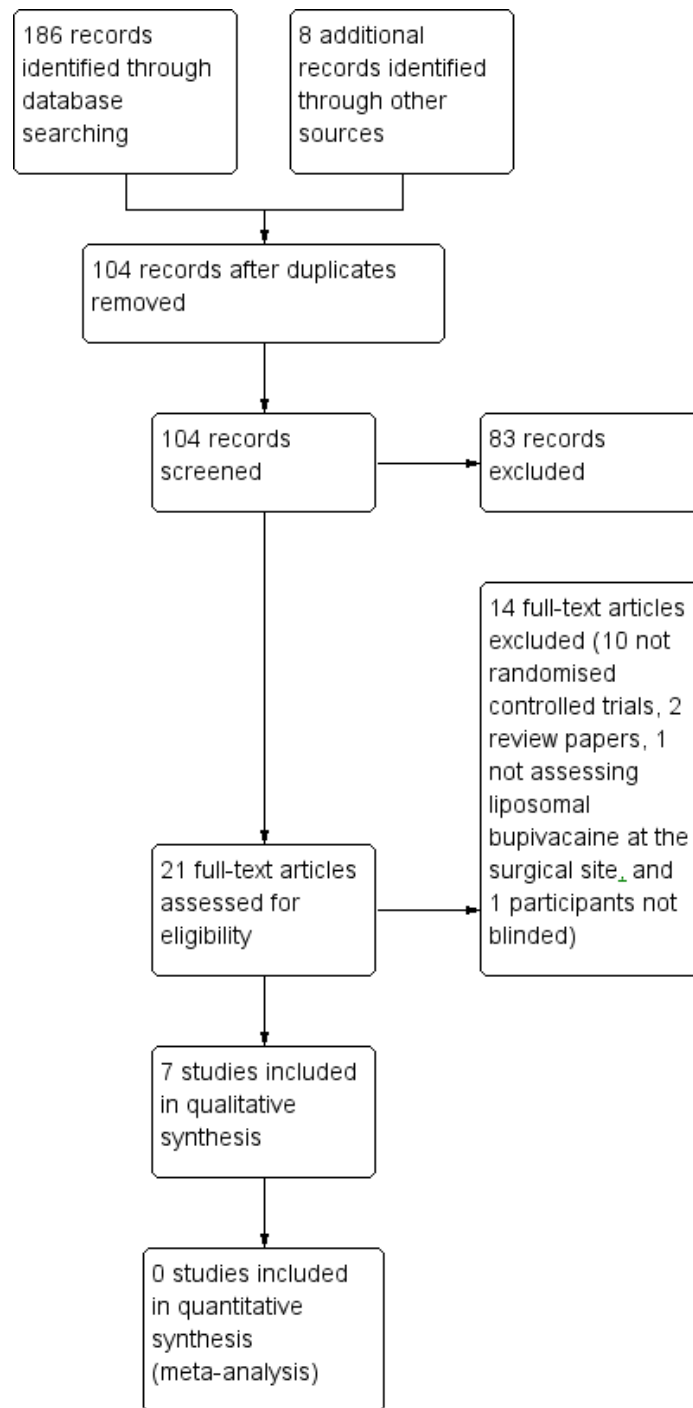 186 records
identified through
database
searching
8 additional
records identified
through other
sources
104 records after duplicates
removed
104 records
screened
83 records
excluded
14 full-text articles
excluded (10 not
randomised
controlled trials, 2
review papers, 1
not assessing
liposomal
bupivacaine at the
surgical site, and
1 participants not
blinded)
21 full-text articles
assessed for
eligibility
7 studies included
in qualitative
synthesis
0 studies included
in quantitative
synthesis
(meta-analysis)